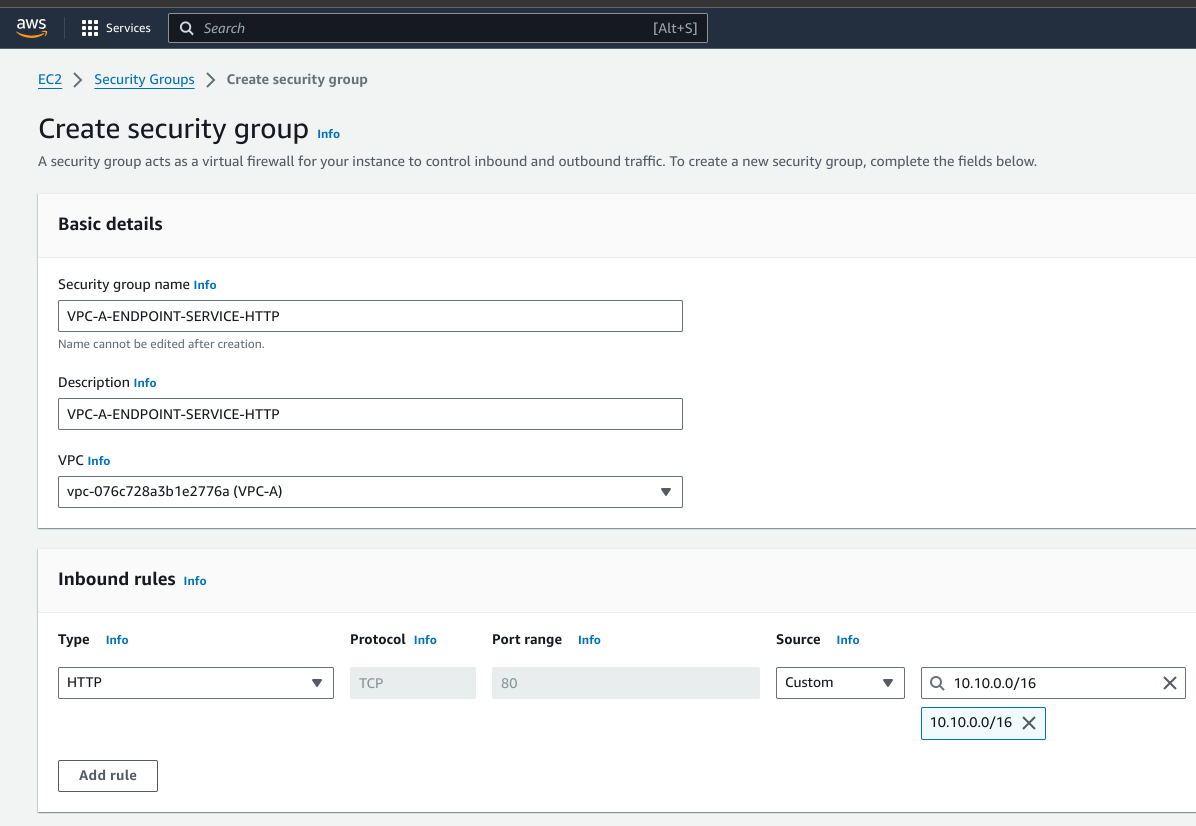 aws Services Search [Alt+S]
EC2 Security Groups Create security group
Create security group Info
A security group acts as a virtual firewall for your instance to control inbound and outbound traffic. To create a new security group, complete the fields below.
Basic details
Security group name Info
VPC-A-ENDPOINT-SERVICE-HTTP
Name cannot be edited after creation.
Description Info
VPC-A-ENDPOINT-SERVICE-HTTP
VPC Info
vpc-076c728a3b1e2776a (VPC-A)
Inbound rules Info
Type Info Protocol Info Port range Info Source Info
HTTP TCP 80 Custom 10.10.0.0/16
10.10.0.0/16
Add rule